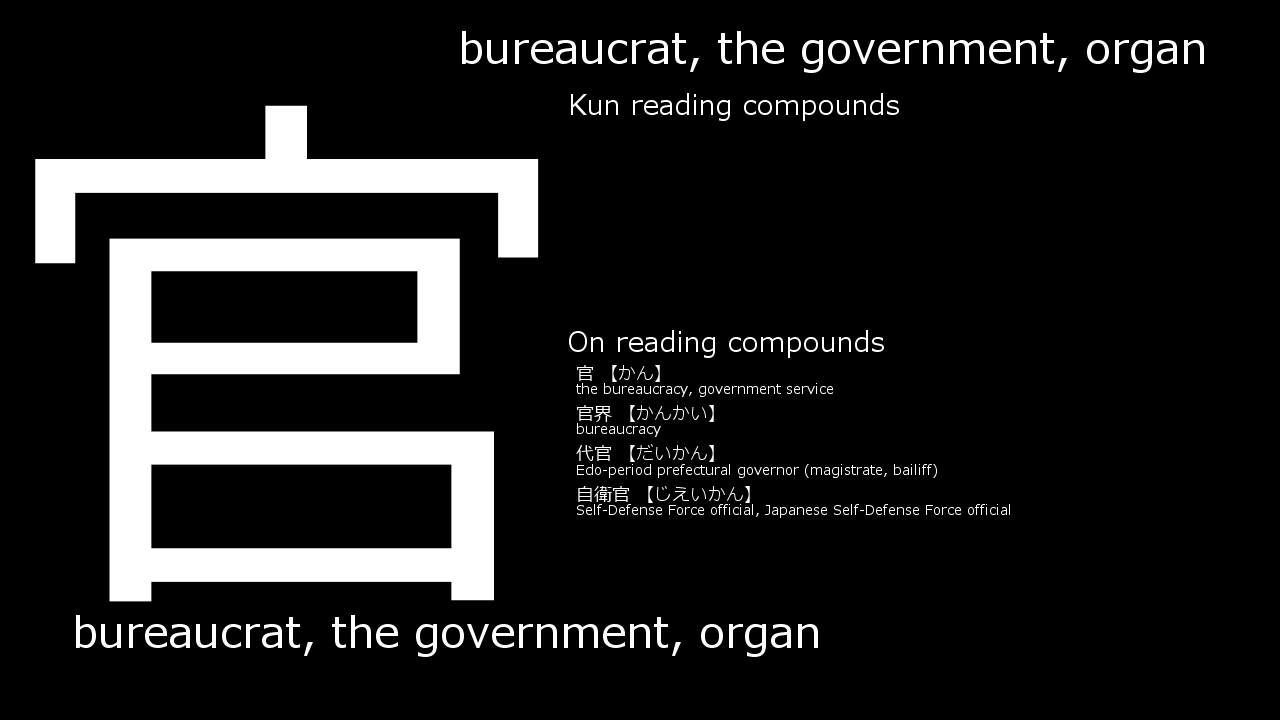 bureaucrat, the government, organ
Kun reading compounds
官
On reading compounds
官 【かん】
the bureaucracy, government service
官界 【かんかい】
bureaucracy
代官 【だいかん】
Edo-period prefectural governor (magistrate, bailiff)
自衛官 【じえいかん】
Self-Defense Force official, Japanese Self-Defense Force official
bureaucrat, the government, organ